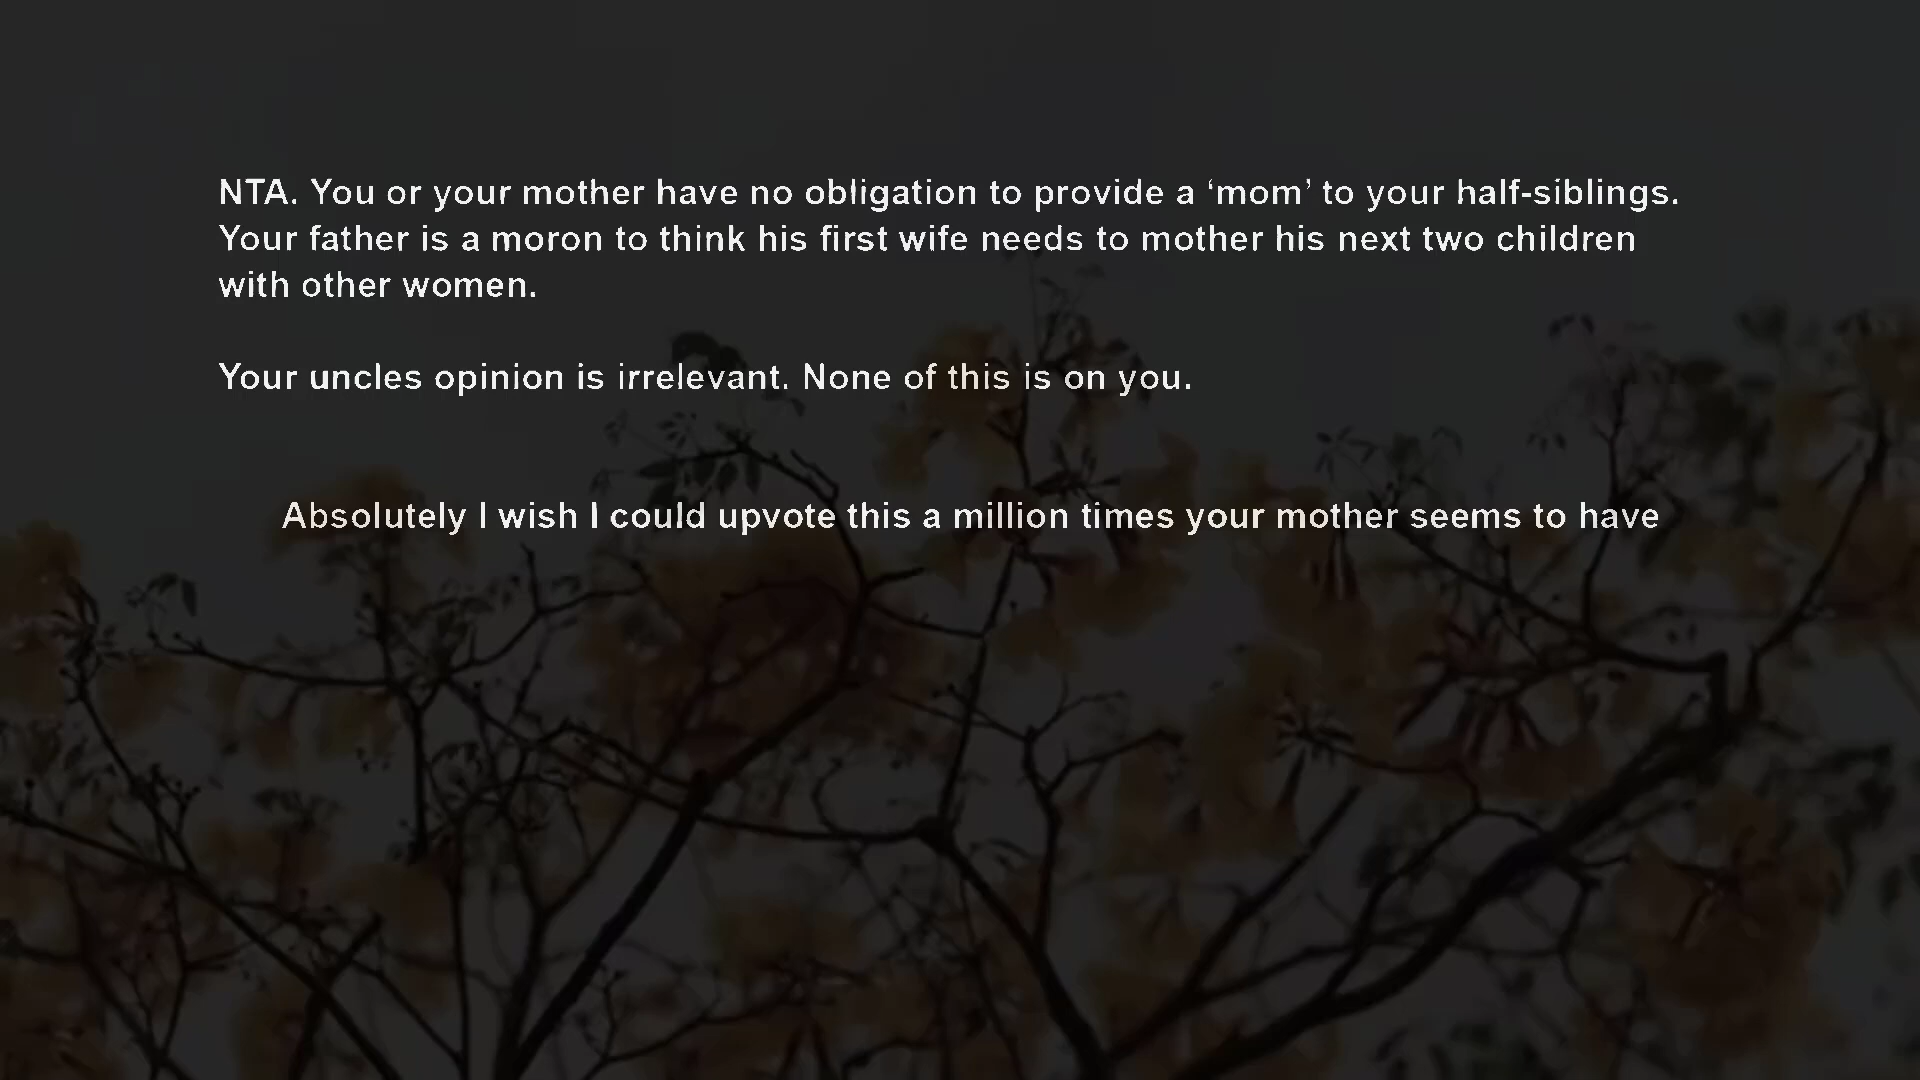 NTA. You or your mother have no obligation to provide a ‘mom’ to your half-siblings.
Your father is a moron to think his first wife needs to mother his next two children
with other women.
Your uncles opinion is irrelevant. None of this is on you.
Absolutely I wish I could upvote this a million times your mother seems to have